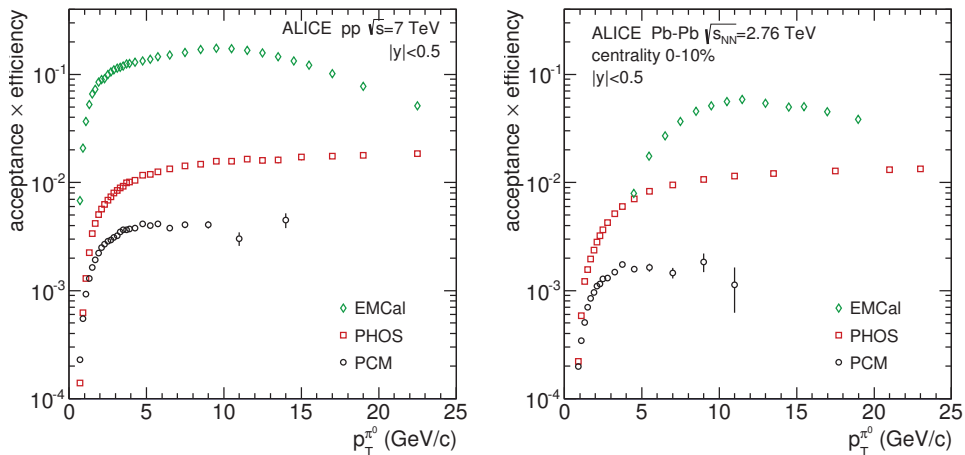 ALICE pp √s=7 TeV
|y|<0.5
acceptance × efficiency
10⁻¹
10⁻²
10⁻³
10⁻⁴
EMCal
PHOS
PCM
0 5 10 15 20 25
p_T^π⁰ (GeV/c)
ALICE Pb-Pb √s_NN=2.76 TeV
centrality 0-10%
|y|<0.5
acceptance × efficiency
10⁻¹
10⁻²
10⁻³
10⁻⁴
EMCal
PHOS
PCM
0 5 10 15 20 25
p_T^π⁰ (GeV/c)